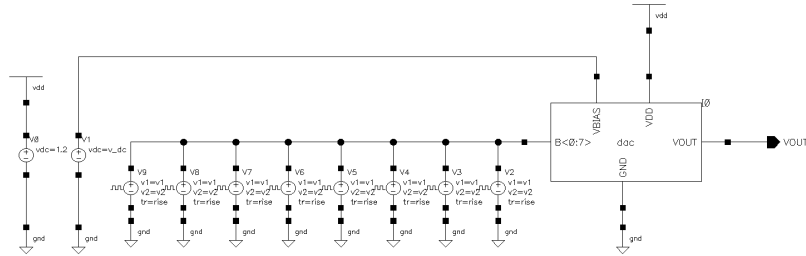 vdd
vdd
VØ
vdc=1.2
V1
vdc=v_dc
IØ
VBIAS
VDD
B<Ø:7>
dac
VOUT
VOUT
GND
V9
v1=v1
v2=v2
tr=rise
V8
v1=v1
v2=v2
tr=rise
V7
v1=v1
v2=v2
tr=rise
V6
v1=v1
v2=v2
tr=rise
V5
v1=v1
v2=v2
tr=rise
V4
v1=v1
v2=v2
tr=rise
V3
v1=v1
v2=v2
tr=rise
V2
v1=v1
v2=v2
tr=rise
gnd
gnd
gnd
gnd
gnd
gnd
gnd
gnd
gnd
gnd
gnd